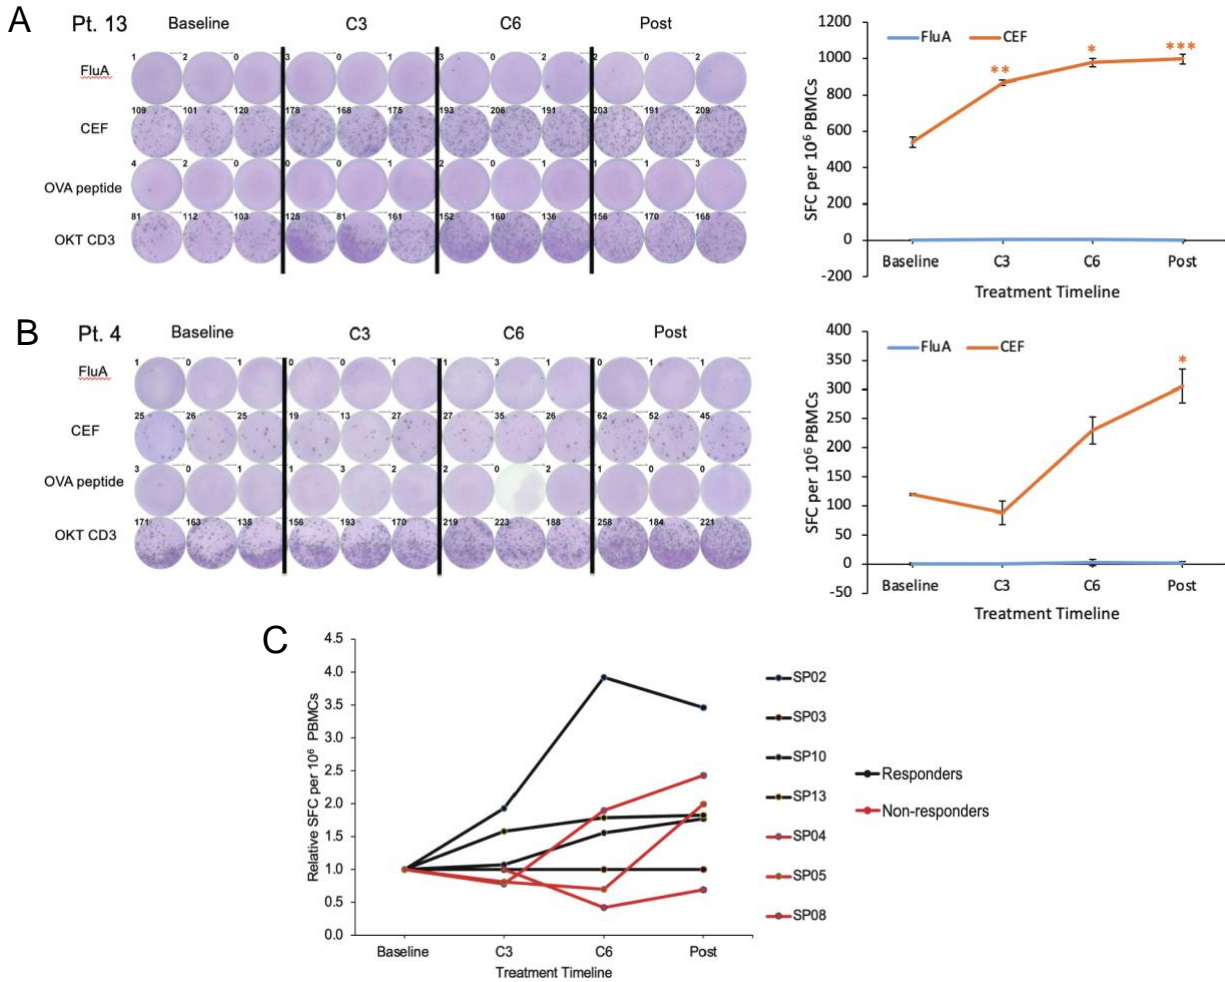 A
Pt. 13
Baseline
C3
C6
Post
FluA
1 2 0 3 0 1 3 0 2 2 0 2
CEF
109 101 120 178 168 175 193 206 191 203 191 209
OVA peptide
4 2 0 0 0 1 2 0 1 1 1 3
OKT CD3
81 112 103 125 81 161 152 160 136 156 170 165
FluA CEF
SFC per 10⁶ PBMCs
1200
1000
800
600
400
200
0
-200
** * ***
Baseline C3 C6 Post
Treatment Timeline
B
Pt. 4
Baseline
C3
C6
Post
FluA
1 0 1 0 0 1 1 3 1 0 1 1
CEF
25 26 25 19 13 27 27 35 26 62 52 45
OVA peptide
3 0 1 1 3 2 2 0 2 1 0 0
OKT CD3
171 163 135 156 193 170 219 223 188 258 184 221
FluA CEF
SFC per 10⁶ PBMCs
400
350
300
250
200
150
100
50
0
-50
*
Baseline C3 C6 Post
Treatment Timeline
C
Relative SFC per 10⁶ PBMCs
4.5
4.0
3.5
3.0
2.5
2.0
1.5
1.0
0.5
0.0
Baseline C3 C6 Post
Treatment Timeline
SP02
SP03
SP10
SP13
SP04
SP05
SP08
Responders
Non-responders